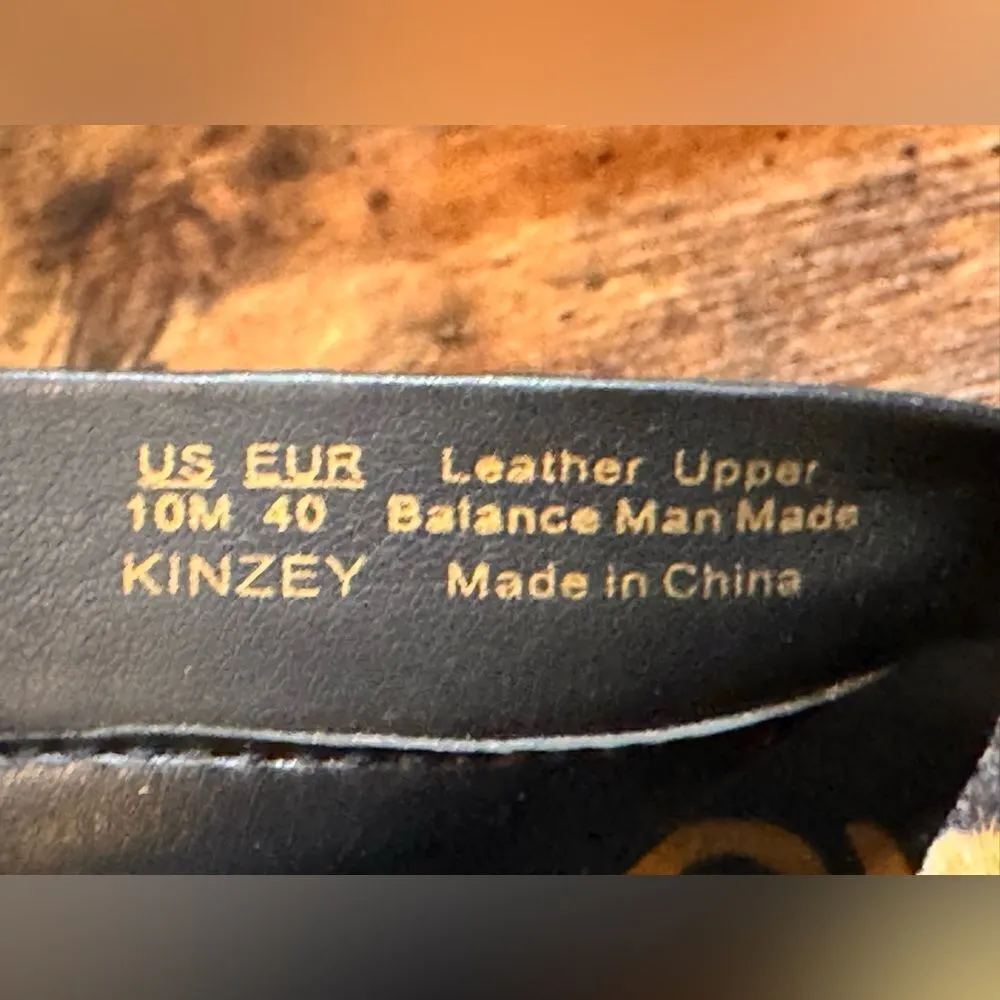 US EUR Leather Upper
10M 40 Balance Man Made
KINZEY Made in China